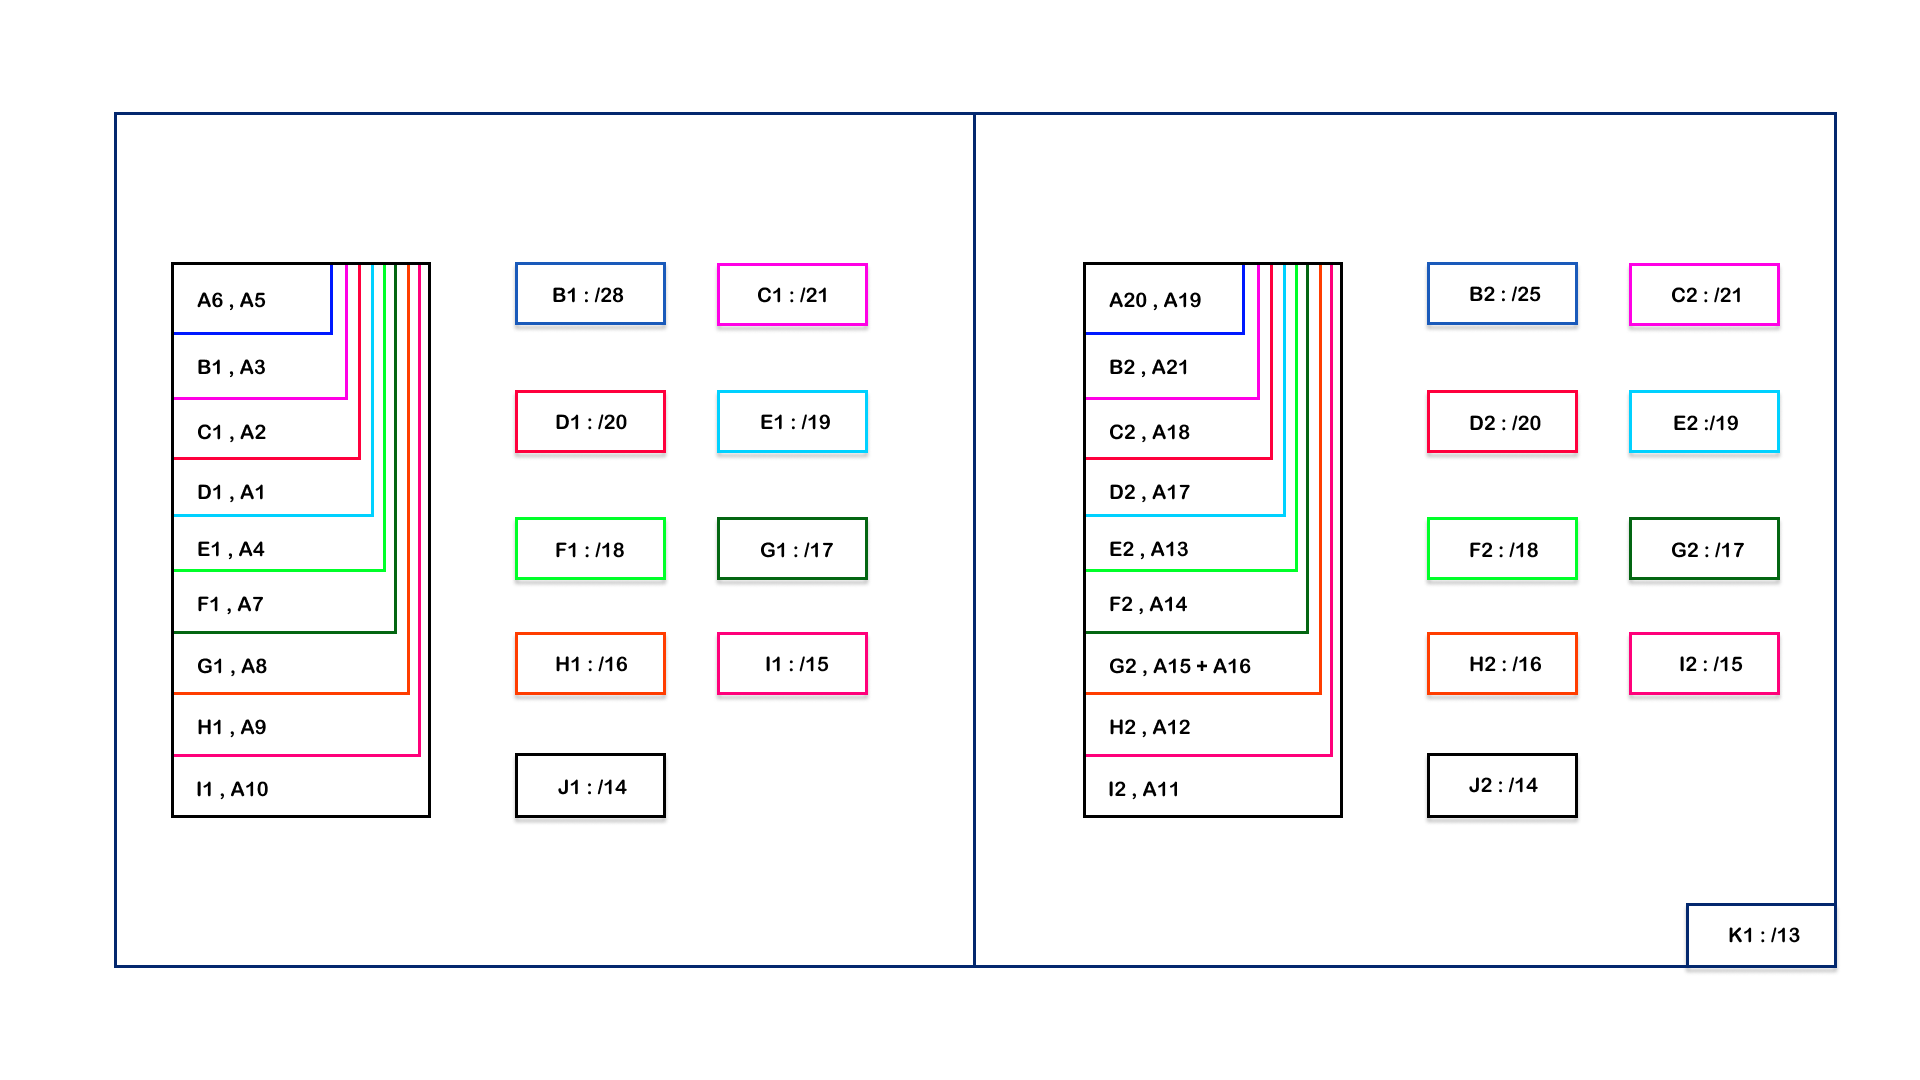 A6 , A5
B1 , A3
C1 , A2
D1 , A1
E1 , A4
F1 , A7
G1 , A8
H1 , A9
I1 , A10
B1 : /28
C1 : /21
D1 : /20
E1 : /19
F1 : /18
G1 : /17
H1 : /16
I1 : /15
J1 : /14
A20 , A19
B2 , A21
C2 , A18
D2 , A17
E2 , A13
F2 , A14
G2 , A15 + A16
H2 , A12
I2 , A11
B2 : /25
C2 : /21
D2 : /20
E2 :/19
F2 : /18
G2 : /17
H2 : /16
I2 : /15
J2 : /14
K1 : /13